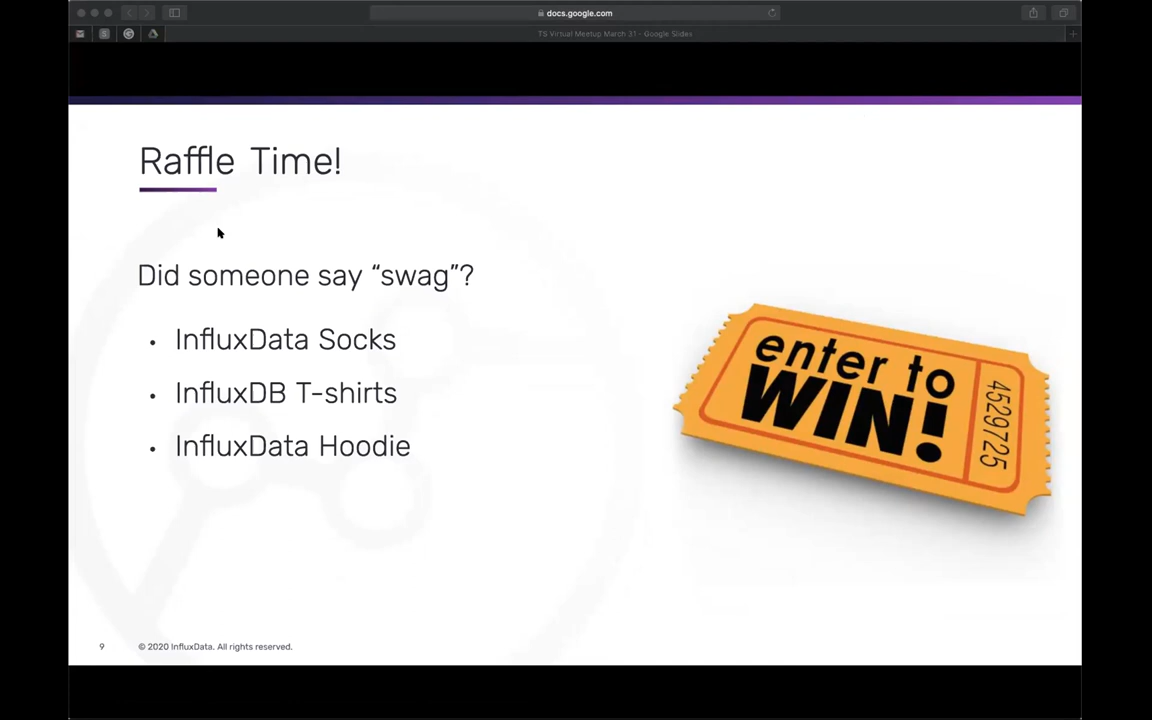 docs.google.com
TS Virtual Meetup March 31 - Google Slides
Raffle Time!
Did someone say “swag”?
• InfluxData Socks
• InfluxDB T-shirts
• InfluxData Hoodie
enter to
WIN!
4529725
9
© 2020 InfluxData. All rights reserved.